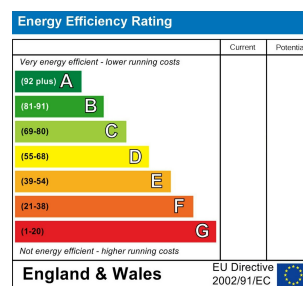 Energy Efficiency Rating
Current Potentia
Very energy efficient - lower running costs
(92 plus) A
(81-91) B
(69-80) C
(55-68) D
(39-54) E
(21-38) F
(1-20) G
Not energy efficient - higher running costs
England & Wales
EU Directive
2002/91/EC